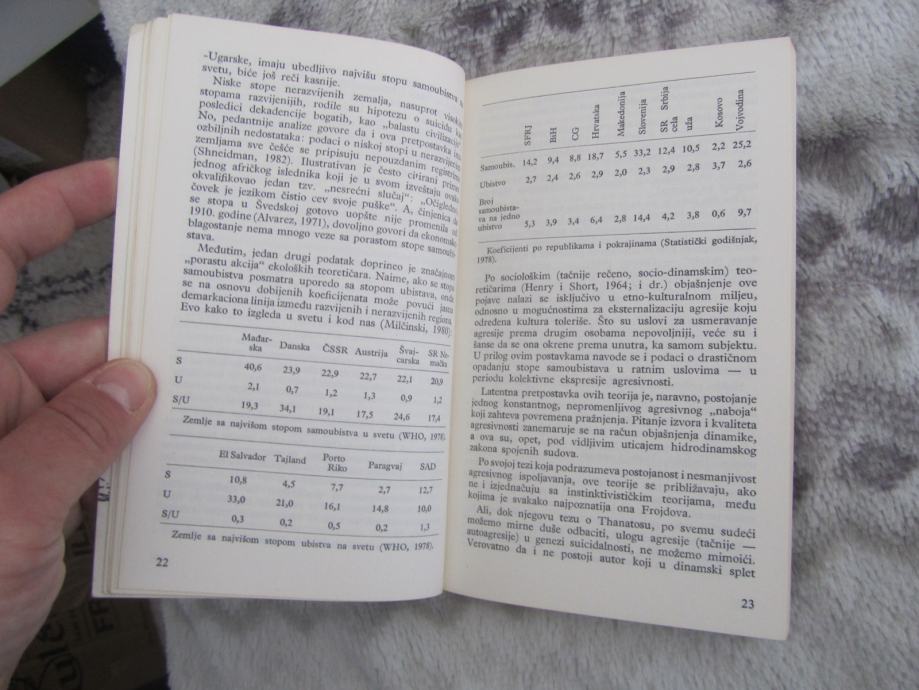 -Ugarske, imaju ubedljivo najvišu stopu samoubistva u
svetu, biće još reči kasnije.
Niske stope nerazvijenih zemalja, nasuprot visokim
stopama razvijenijih, rodile su hipotezu o suicidu kao
posledici dekadencije bogatih, kao „balastu civilizacije”.
No, pedantnije analize govore da i ova pretpostavka ima
ozbiljnih nedostataka: podaci o niskoj stopi u nerazvijenim
zemljama sve češće se pripisuju nepouzdanim registrima
(Shneidman, 1982). Ilustrativan je često citirani primer
jednog afričkog islednika koji je u svom izveštaju ovako
okvalifikovao jedan tzv. „nesrećni slučaj”: „Očigledno,
čovek je jezikom čistio cev svoje puške”. A, činjenica da
se stopa u Švedskoj gotovo uopšte nije promenila od
1910. godine (Alvarez, 1971), dovoljno govori da ekonomsko
blagostanje nema mnogo veze sa porastom stope samoubi-
stava.
Međutim, jedan drugi podatak doprineo je značajnom
„porastu akcija” ekoloških teoretičara. Naime, ako se stopa
samoubistva posmatra uporedo sa stopom ubistava, onda
se na osnovu dobijenih koeficijenata može povući jasna
demarkaciona linija između razvijenih i nerazvijenih regiona.
Evo kako to izgleda u svetu i kod nas (Milčinski, 1980):
Mađar-ska Danska ČSSR Austrija Švaj-carska SR Ne-mačka
S 40,6 23,9 22,9 22,7 22,1 20,9
U 2,1 0,7 1,2 1,3 0,9 1,2
S/U 19,3 34,1 19,1 17,5 24,6 17,4
Zemlje sa najvišom stopom samoubistva u svetu (WHO, 1978).
El Salvador Tajland Porto Riko Paragvaj SAD
S 10,8 4,5 7,7 2,7 12,7
U 33,0 21,0 16,1 14,8 10,0
S/U 0,3 0,2 0,5 0,2 1,3
Zemlje sa najvišom stopom ubistva na svetu (WHO, 1978).
22
SFRJ BiH CG Hrvatska Makedonija Slovenija SR Srbija cela ufa Kosovo Vojvodina
Samoubis. 14,2 9,4 8,8 18,7 5,5 33,2 12,4 10,5 2,2 25,2
Ubistvo 2,7 2,4 2,6 2,9 2,0 2,3 2,9 2,8 3,7 2,6
Broj
samoubista-
va na jedno
ubistvo 5,3 3,9 3,4 6,4 2,8 14,4 4,2 3,8 0,6 9,7
Koeficijenti po republikama i pokrajinama (Statistički godišnjak,
1978).
Po sociološkim (tačnije rečeno, socio-dinamskim) teo-
retičarima (Henry i Short, 1964; i dr.) objašnjenje ove
pojave nalazi se isključivo u etno-kulturalnom miljeu,
odnosno u mogućnostima za eksternalizaciju agresije koju
određena kultura toleriše. Što su uslovi za usmeravanje
agresije prema drugim osobama nepovoljniji, veće su i
šanse da se ona okrene prema unutra, ka samom subjektu.
U prilog ovim postavkama navode se i podaci o drastičnom
opadanju stope samoubistava u ratnim uslovima — u
periodu kolektivne ekspresije agresivnosti.
Latentna pretpostavka ovih teorija je, naravno, postojanje
jednog konstantnog, nepromenljivog agresivnog „naboja”
koji zahteva povremena pražnjenja. Pitanje izvora i kvaliteta
agresivnosti zanemaruje se na račun objašnjenja dinamike,
a ova su, opet, pod vidljivim uticajem hidrodinamskog
zakona spojenih sudova.
Po svojoj tezi koja podrazumeva postojanost i nesmanjivost
agresivnog ispoljavanja, ove teorije se približavaju, ako
ne i izjednačuju sa instinktivističkim teorijama, među
kojima je svakako najpoznatija ona Frojdova.
Ali, dok njegovu tezu o Thanatosu, po svemu sudeći
možemo mirne duše odbaciti, ulogu agresije (tačnije —
autoagresije) u genezi suicidalnosti, ne možemo mimoići.
Verovatno da i ne postoji autor koji u dinamski splet
23